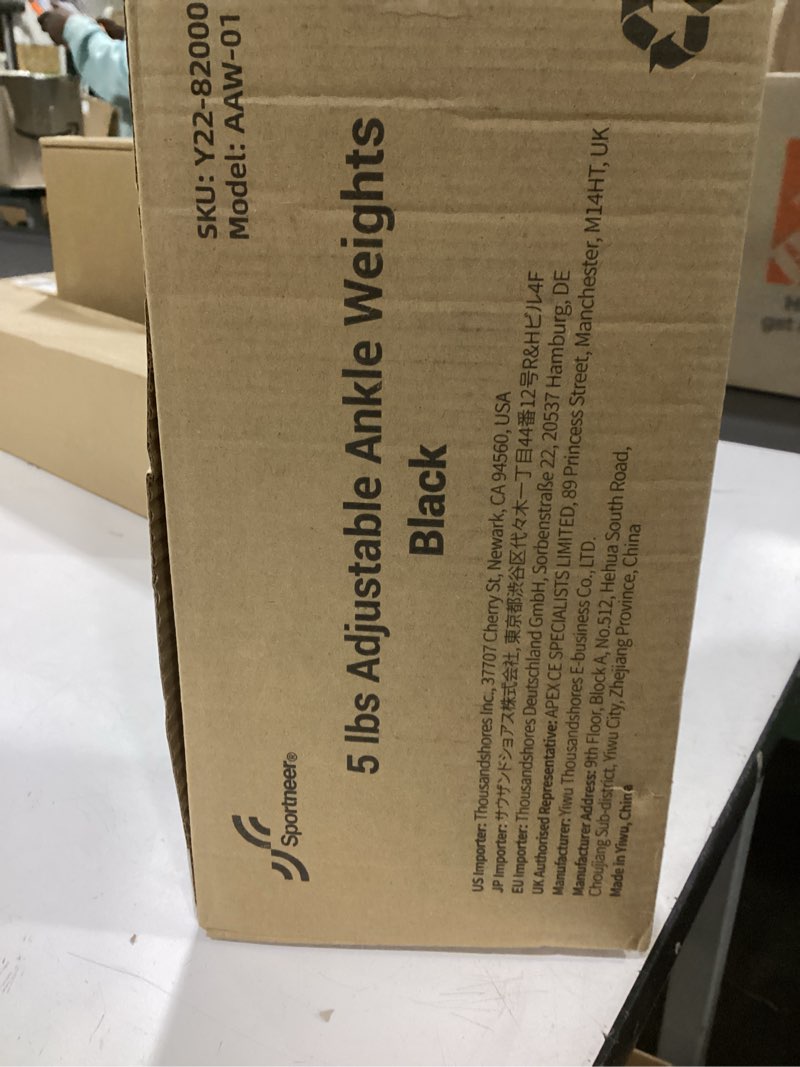 SKU: Y22-82000
Model: AAW-01
Sportneer®
5 lbs Adjustable Ankle Weights
Black
US Importer: Thousandshores Inc., 37707 Cherry St, Newark, CA 94560, USA
JP Importer: サウザンドショアス株式会社, 東京都渋谷区代々木一丁目44番12号R&Hビル4F
EU Importer: Thousandshores Deutschland GmbH, Sorbenstraße 22, 20537 Hamburg, DE
UK Authorised Representative: APEX CE SPECIALISTS LIMITED, 89 Princess Street, Manchester, M14HT, UK
Manufacturer: Yiwu Thousandshores E-business Co., LTD.
Manufacturer Address: 9th Floor, Block A, No.512, Hehua South Road,
Choujiang Sub-district, Yiwu City, Zhejiang Province, China
Made in Yiwu, China